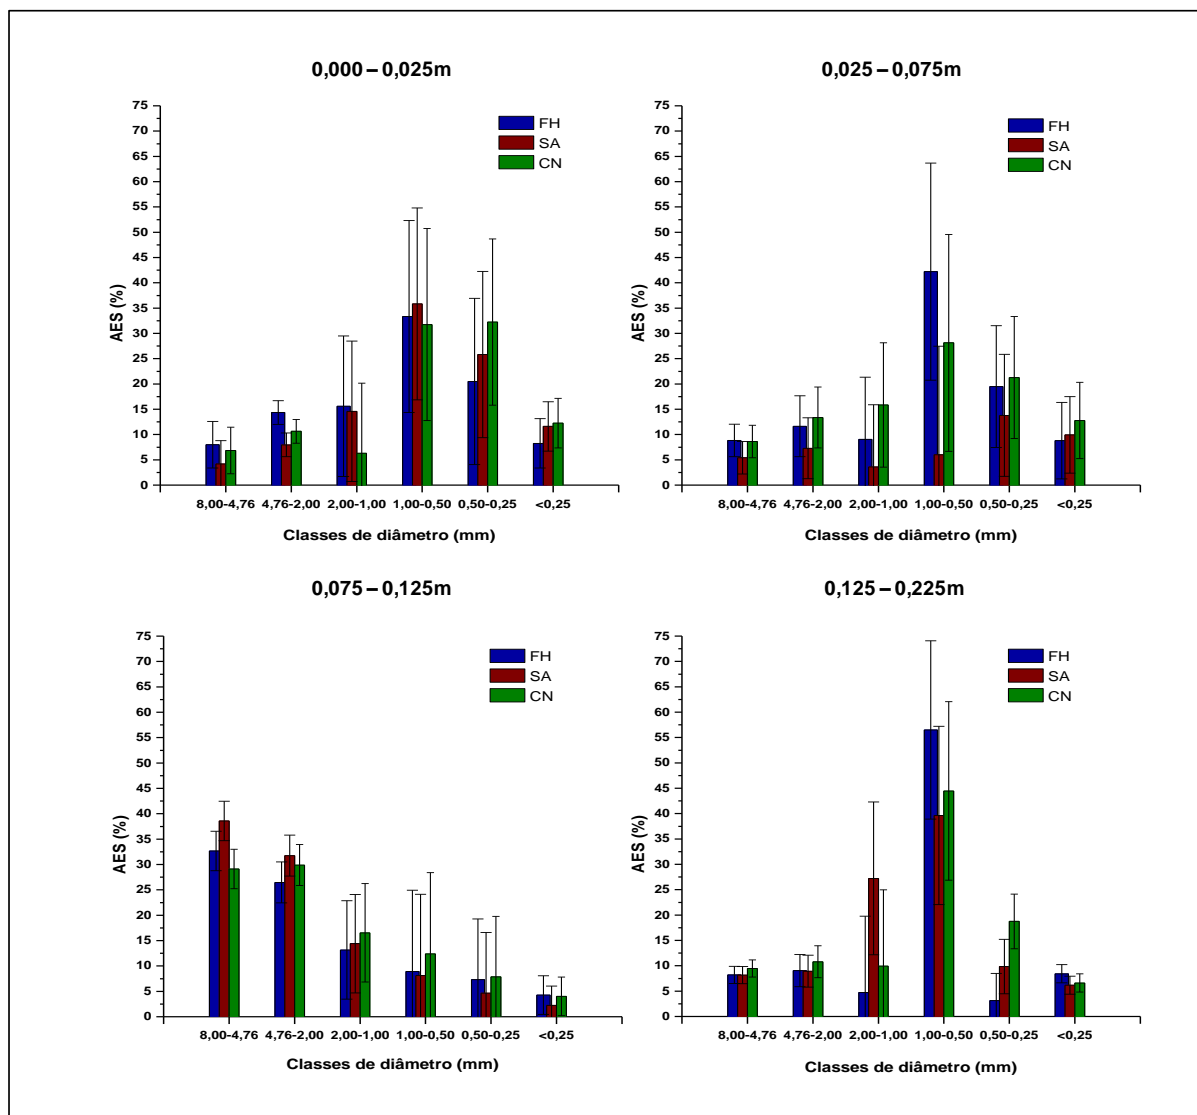 0,000 – 0,025m
75
70
65
60
55
50
45
40
35
30
25
20
15
10
5
0
AES (%)
FH
SA
CN
8,00-4,76 4,76-2,00 2,00-1,00 1,00-0,50 0,50-0,25 <0,25
Classes de diâmetro (mm)
0,025 – 0,075m
75
70
65
60
55
50
45
40
35
30
25
20
15
10
5
0
AES (%)
FH
SA
CN
8,00-4,76 4,76-2,00 2,00-1,00 1,00-0,50 0,50-0,25 <0,25
Classes de diâmetro (mm)
0,075 – 0,125m
75
70
65
60
55
50
45
40
35
30
25
20
15
10
5
0
AES (%)
FH
SA
CN
8,00-4,76 4,76-2,00 2,00-1,00 1,00-0,50 0,50-0,25 <0,25
Classes de diâmetro (mm)
0,125 – 0,225m
75
70
65
60
55
50
45
40
35
30
25
20
15
10
5
0
AES (%)
FH
SA
CN
8,00-4,76 4,76-2,00 2,00-1,00 1,00-0,50 0,50-0,25 <0,25
Classes de diâmetro (mm)